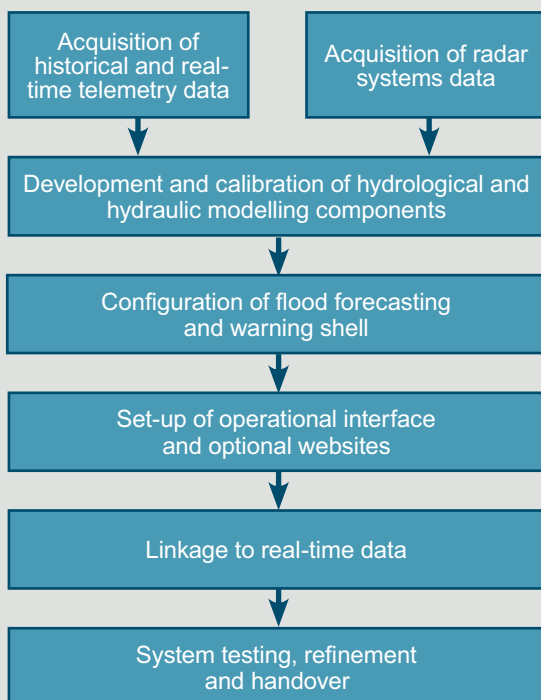 Acquisition of
historical and real-
time telemetry data
Acquisition of radar
systems data
Development and calibration of hydrological and
hydraulic modelling components
Configuration of flood forecasting
and warning shell
Set-up of operational interface
and optional websites
Linkage to real-time data
System testing, refinement
and handover